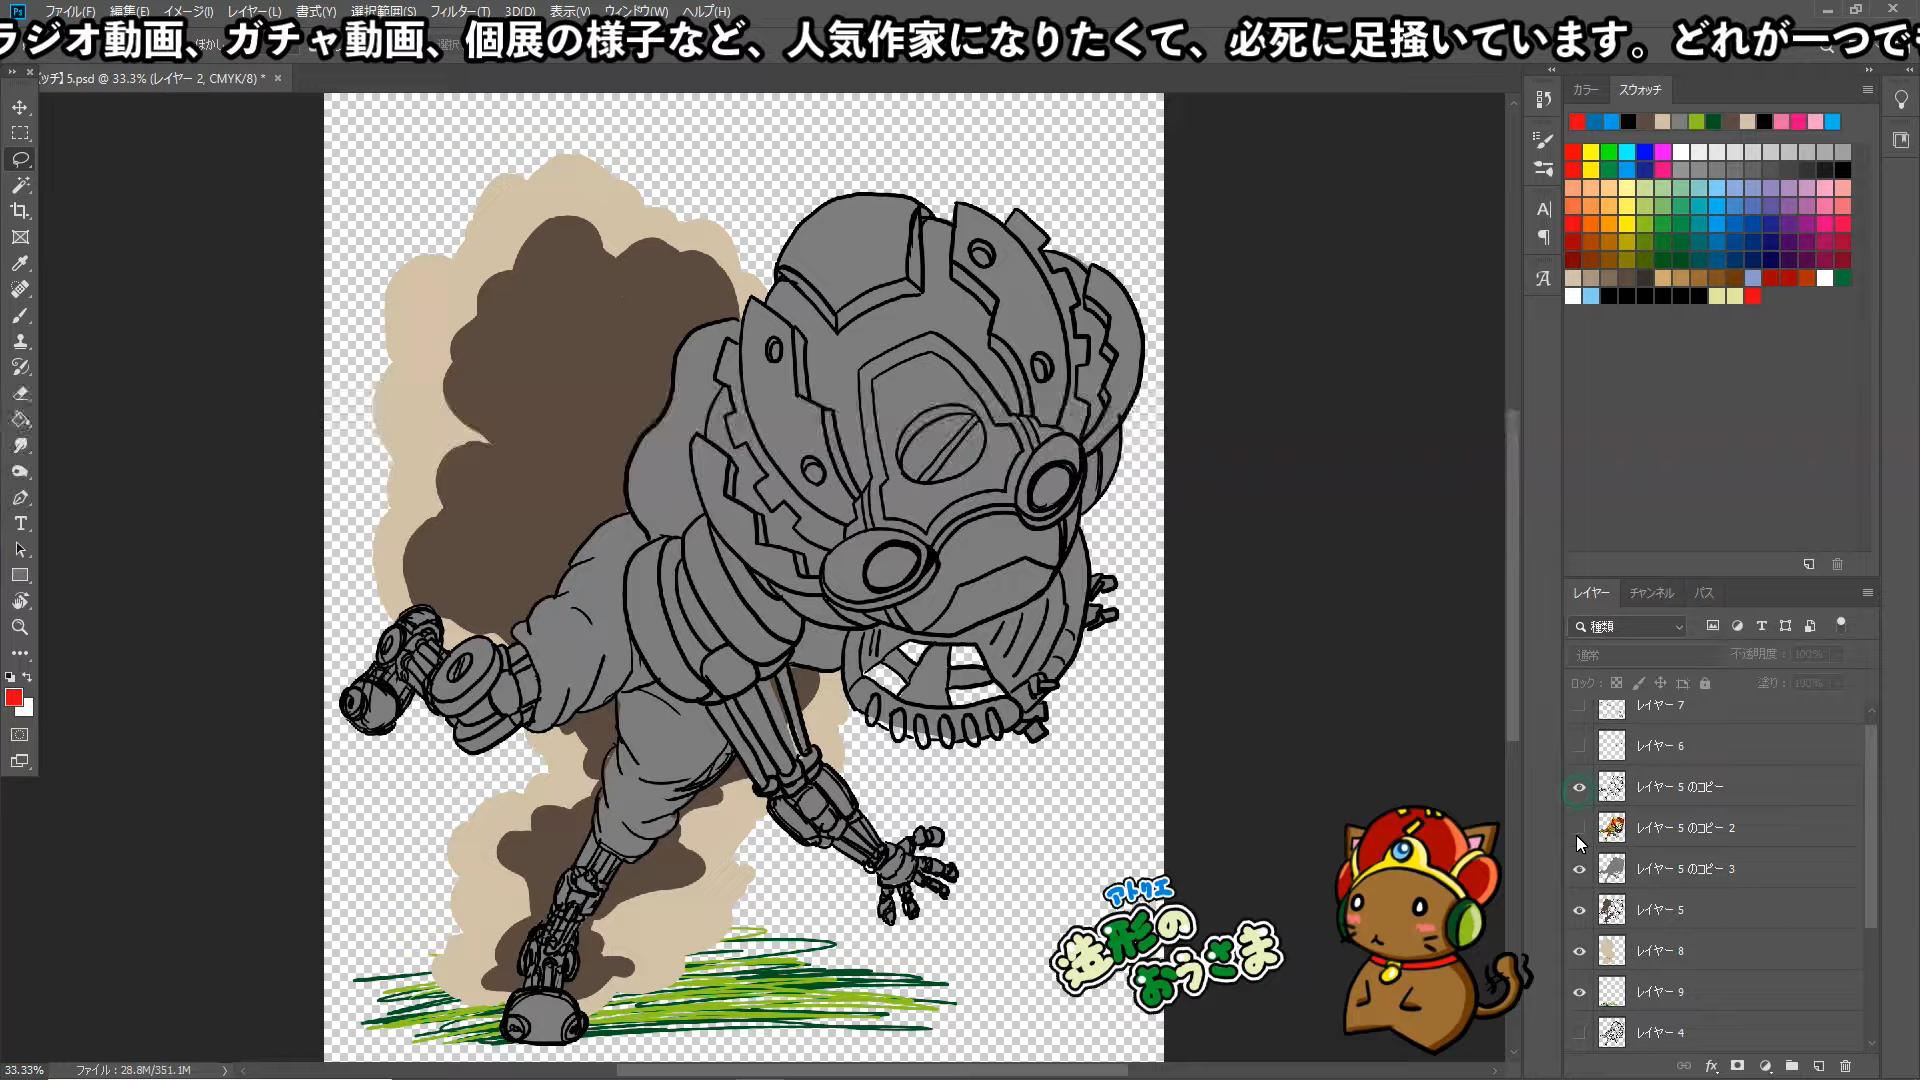 Ps ファイル(F) 編集(E) イメージ(I) レイヤー(L) 書式(Y) 選択範囲(S) フィルター(T) 3D(D) 表示(V) ウィンドウ(W) ヘルプ(H)
ラジオ動画、ガチャ動画、個展の様子など、人気作家になりたくて、必死に足掻いています。どれが一つで
ッチ] 5.psd @ 33.3% (レイヤー 2, CMYK/8) *
カラー スウォッチ
レイヤー チャンネル パス
種類
通常 不透明度: 100%
ロック: 塗り: 100%
レイヤー 7
レイヤー 6
レイヤー 5 のコピー
レイヤー 5 のコピー 2
レイヤー 5 のコピー 3
レイヤー 5
レイヤー 8
レイヤー 9
レイヤー 4
アトリエ
造形の
おうさま
33.33% ファイル : 28.8M/351.1M